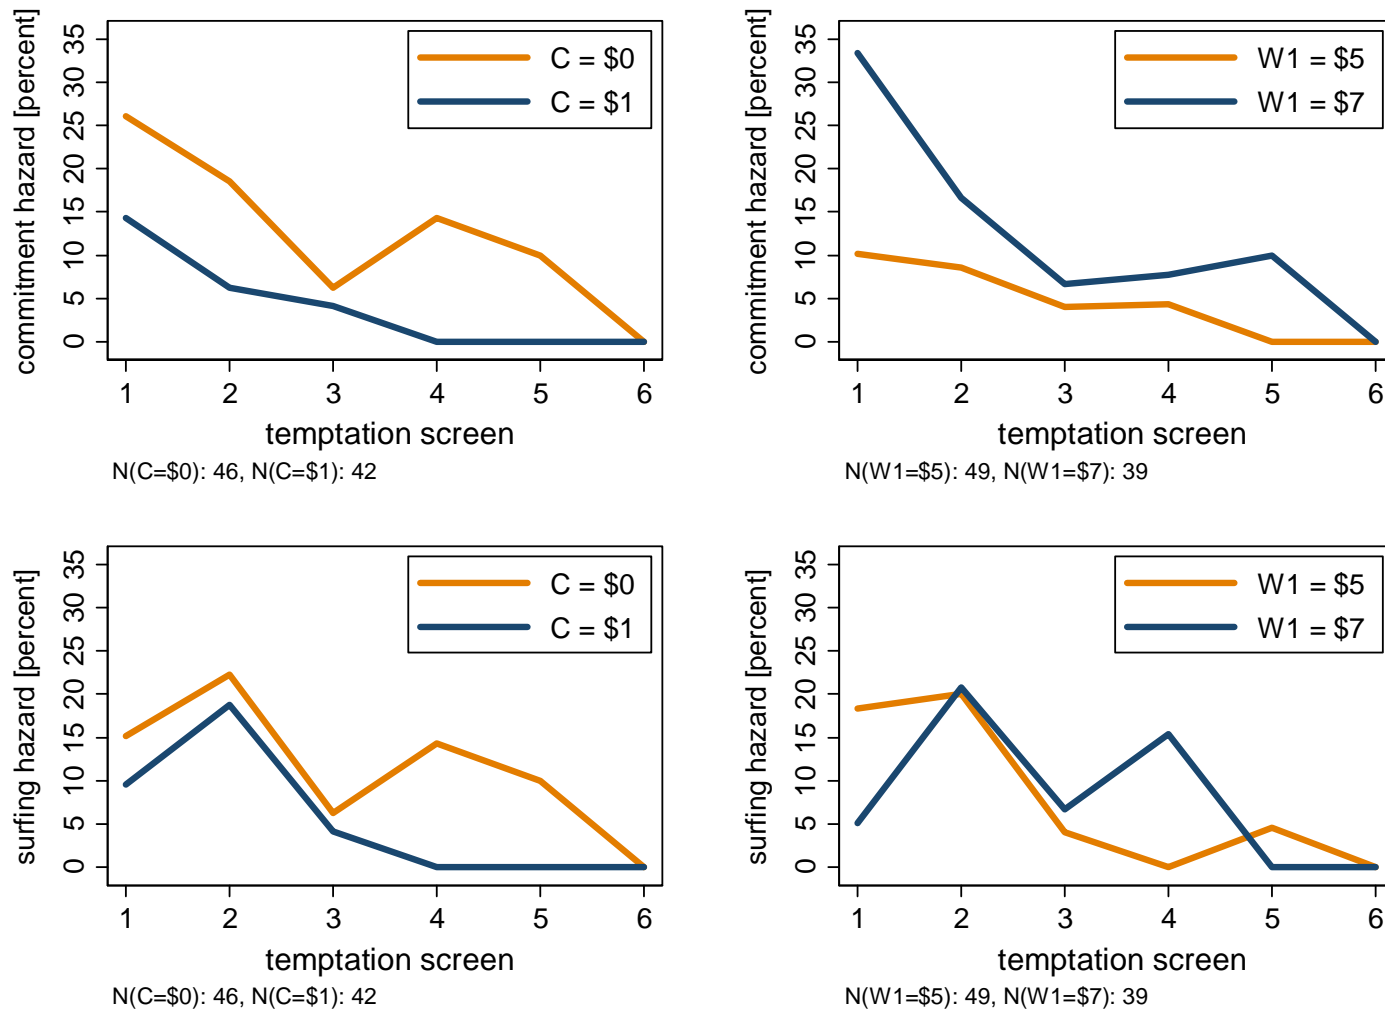 commitment hazard [percent]
35
30
25
20
15
10
5
0
C = $0
C = $1
1 2 3 4 5 6
temptation screen
N(C=$0): 46, N(C=$1): 42
commitment hazard [percent]
35
30
25
20
15
10
5
0
W1 = $5
W1 = $7
1 2 3 4 5 6
temptation screen
N(W1=$5): 49, N(W1=$7): 39
surfing hazard [percent]
35
30
25
20
15
10
5
0
C = $0
C = $1
1 2 3 4 5 6
temptation screen
N(C=$0): 46, N(C=$1): 42
surfing hazard [percent]
35
30
25
20
15
10
5
0
W1 = $5
W1 = $7
1 2 3 4 5 6
temptation screen
N(W1=$5): 49, N(W1=$7): 39